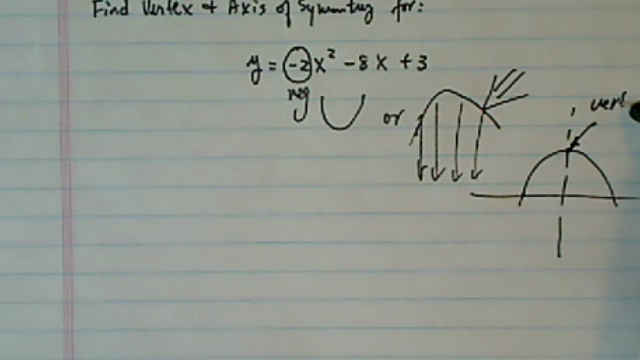 Find Vertex + Axis of Symmetry for:
y = -2x² - 8x + 3
neg or
vert